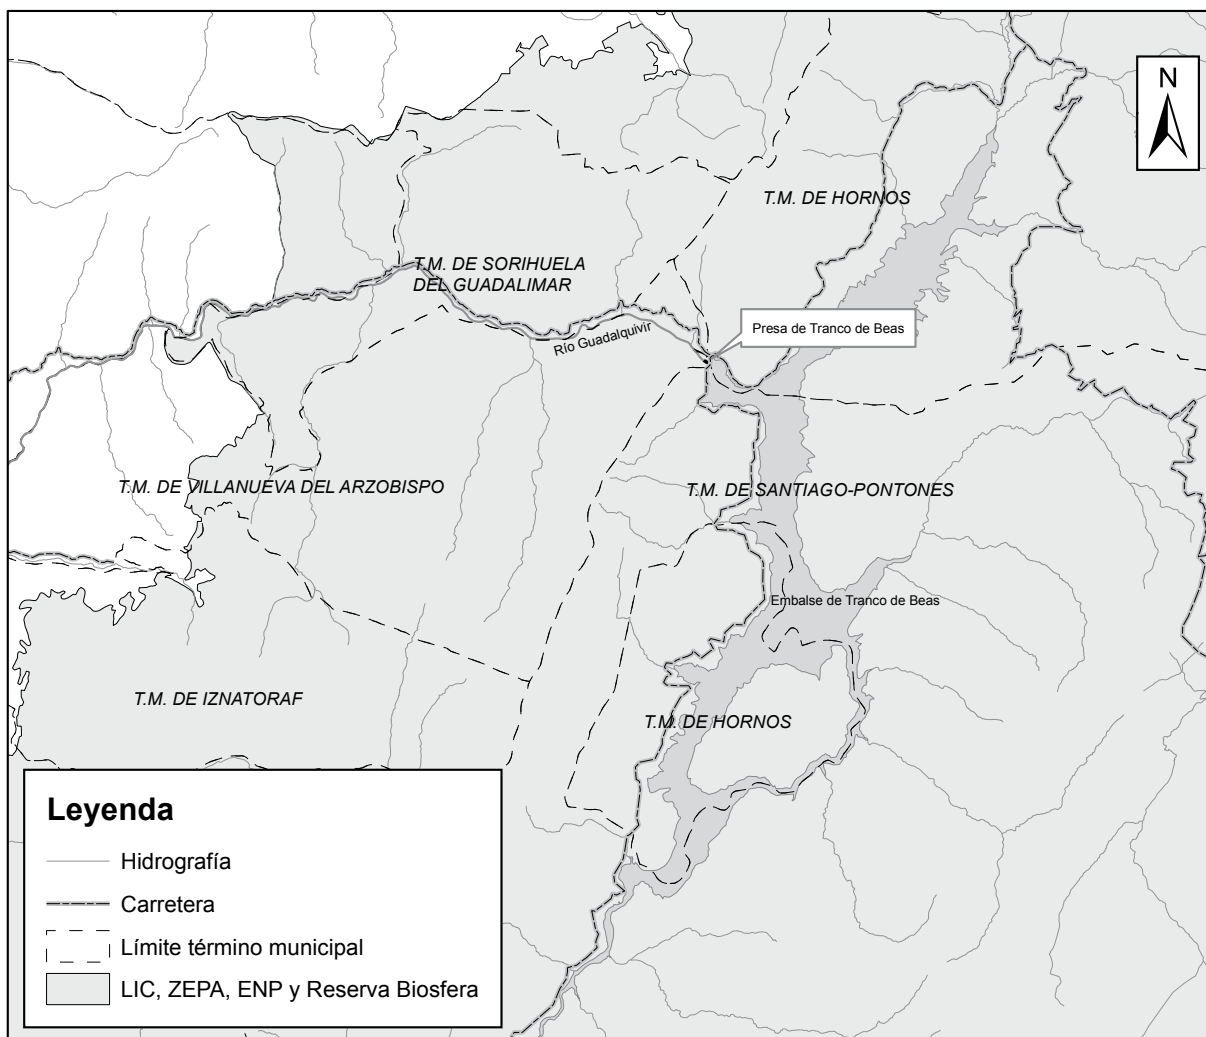 N
T.M. DE HORNOS
T.M. DE SORIHUELA
DEL GUADALIMAR
Presa de Tranco de Beas
Río Guadalquivir
T.M. DE VILLANUEVA DEL ARZOBISPO
T.M. DE SANTIAGO-PONTONES
Embalse de Tranco de Beas
T.M. DE IZNATORAF
T.M. DE HORNOS
Leyenda
Hidrografía
Carretera
Límite término municipal
LIC, ZEPA, ENP y Reserva Biosfera